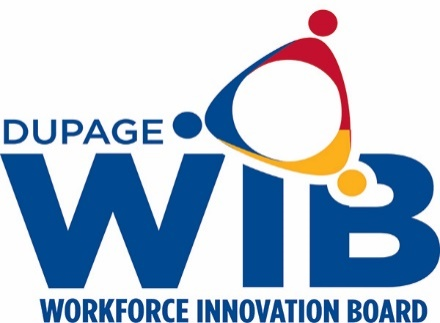 DUPAGE
WIB
WORKFORCE INNOVATION BOARD